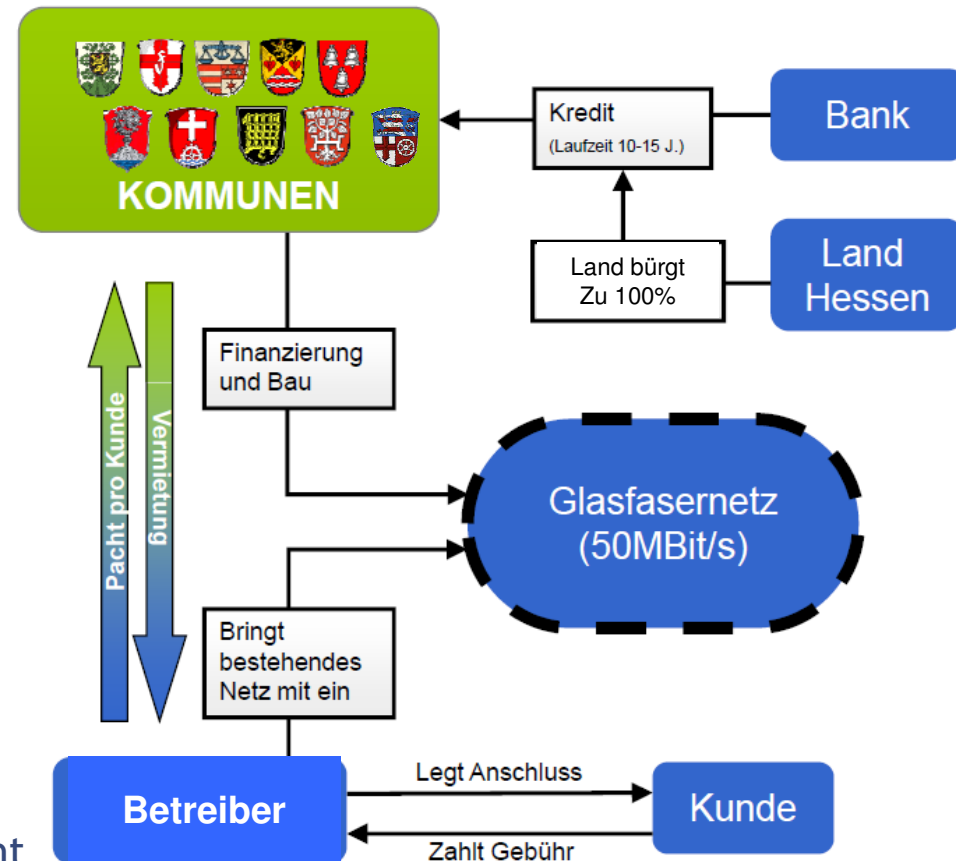 KOMMUNEN
Kredit
(Laufzeit 10-15 J.)
Bank
Land bürgt
Zu 100%
Land
Hessen
Finanzierung
und Bau
Pacht pro Kunde
Vermietung
Glasfasernetz
(50MBit/s)
Bringt
bestehendes
Netz mit ein
Betreiber
Legt Anschluss
Kunde
Zahlt Gebühr